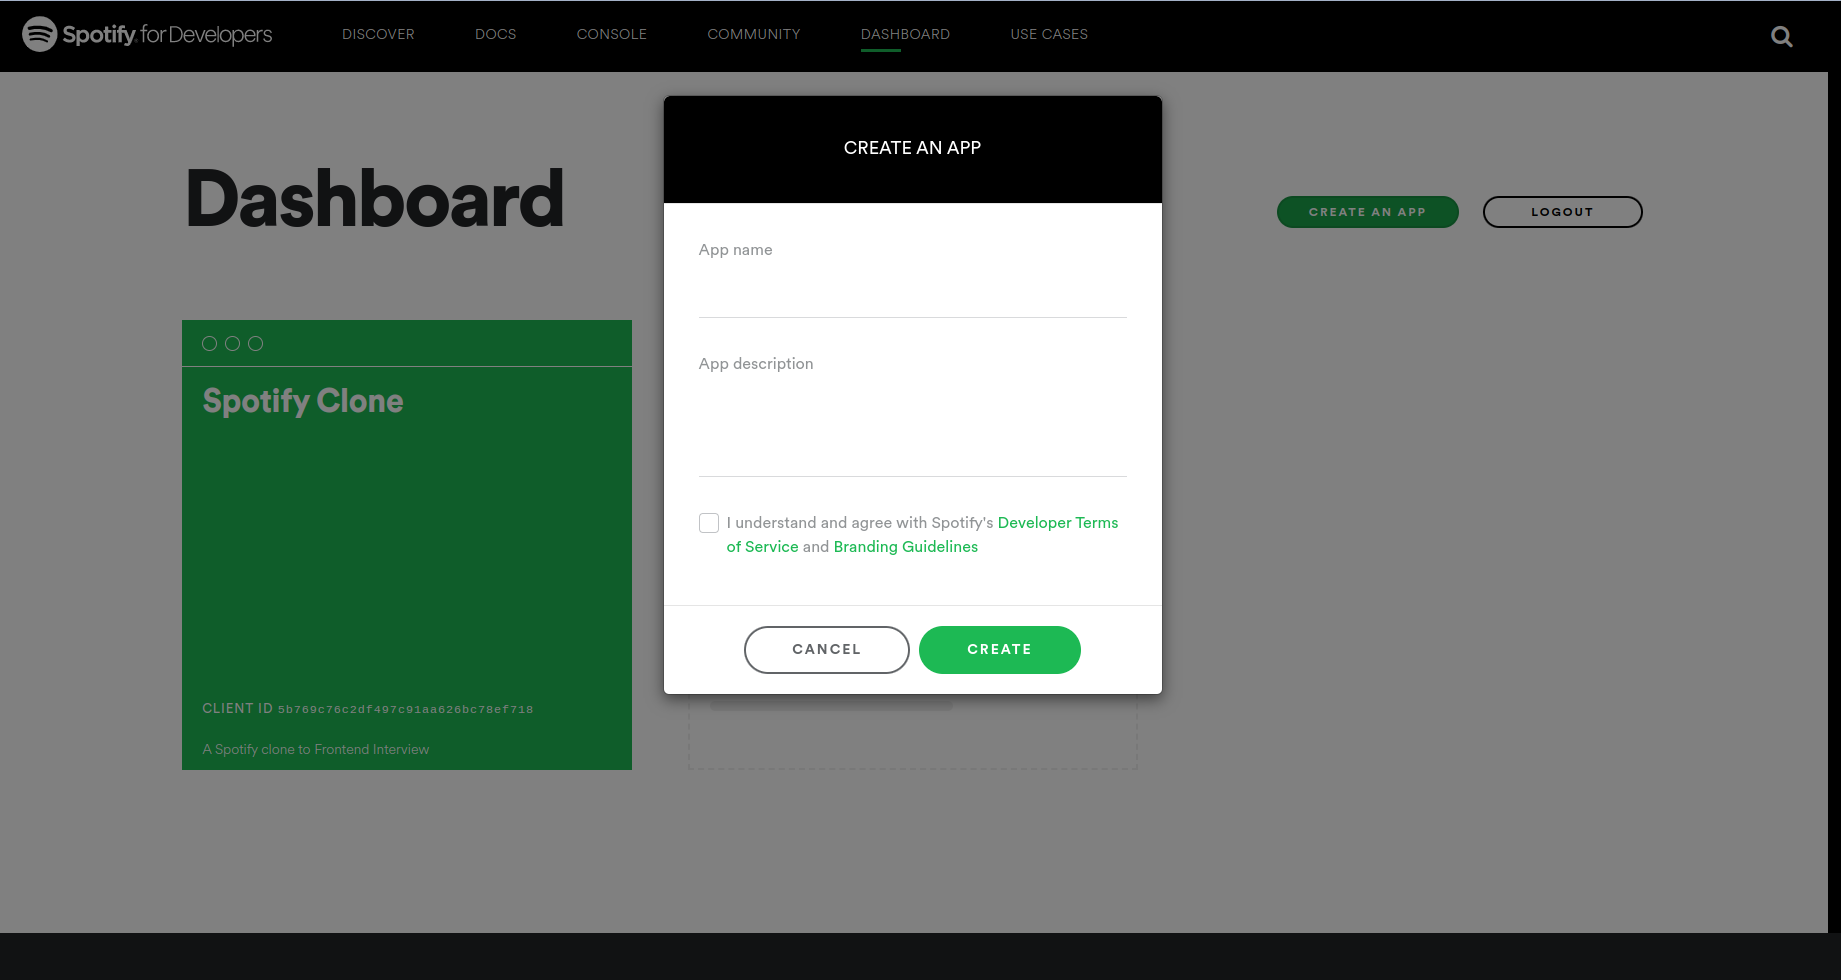 Spotify for Developers
DISCOVER
DOCS
CONSOLE
COMMUNITY
DASHBOARD
USE CASES
Dashboard
CREATE AN APP
LOGOUT
Spotify Clone
CLIENT ID 5b769c76c2df497c91aa626bc78ef718
A Spotify clone to Frontend Interview
CREATE AN APP
App name
App description
I understand and agree with Spotify's Developer Terms
of Service and Branding Guidelines
CANCEL
CREATE